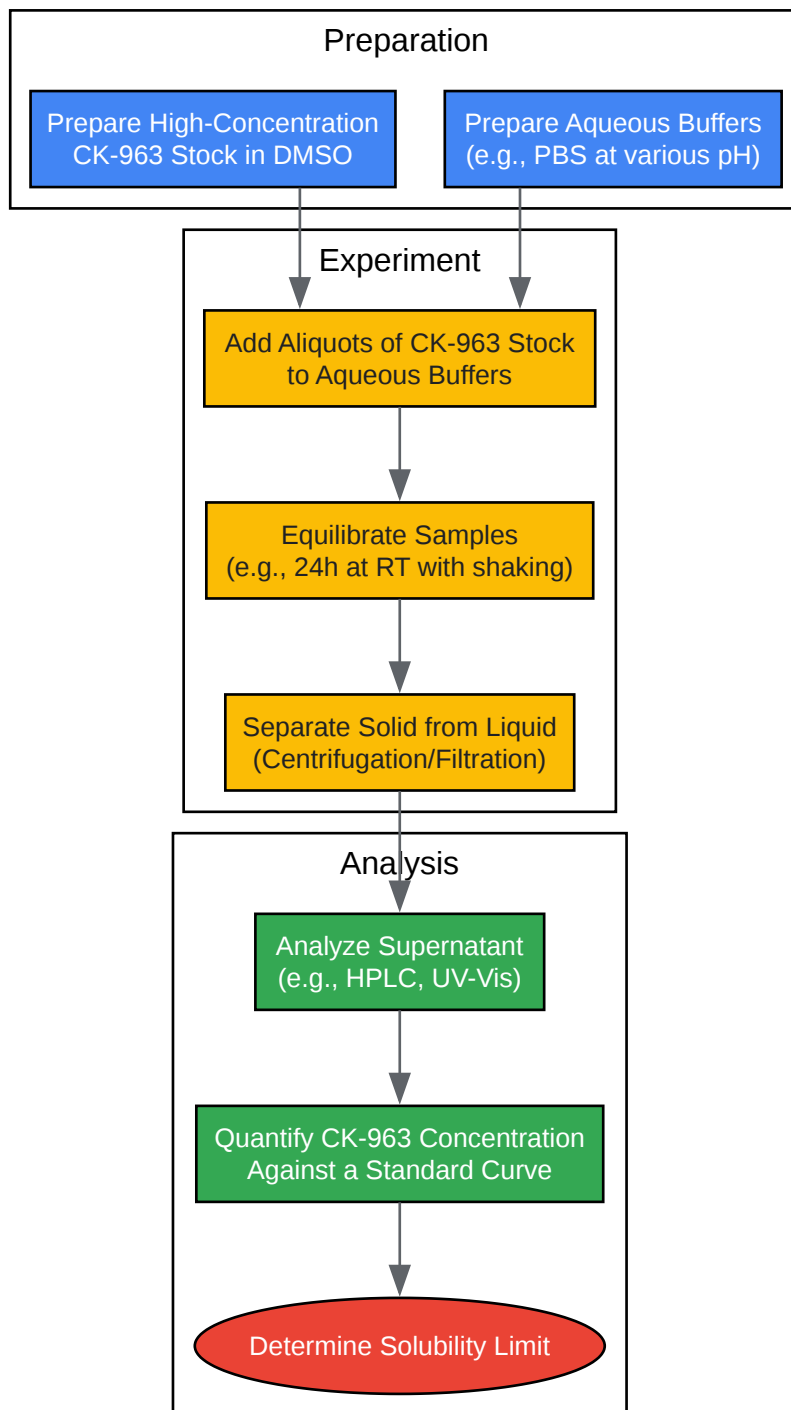 Preparation
Prepare High-Concentration
CK-963 Stock in DMSO
Prepare Aqueous Buffers
(e.g., PBS at various pH)
Experiment
Add Aliquots of CK-963 Stock
to Aqueous Buffers
Equilibrate Samples
(e.g., 24h at RT with shaking)
Separate Solid from Liquid
(Centrifugation/Filtration)
Analysis
Analyze Supernatant
(e.g., HPLC, UV-Vis)
Quantify CK-963 Concentration
Against a Standard Curve
Determine Solubility Limit